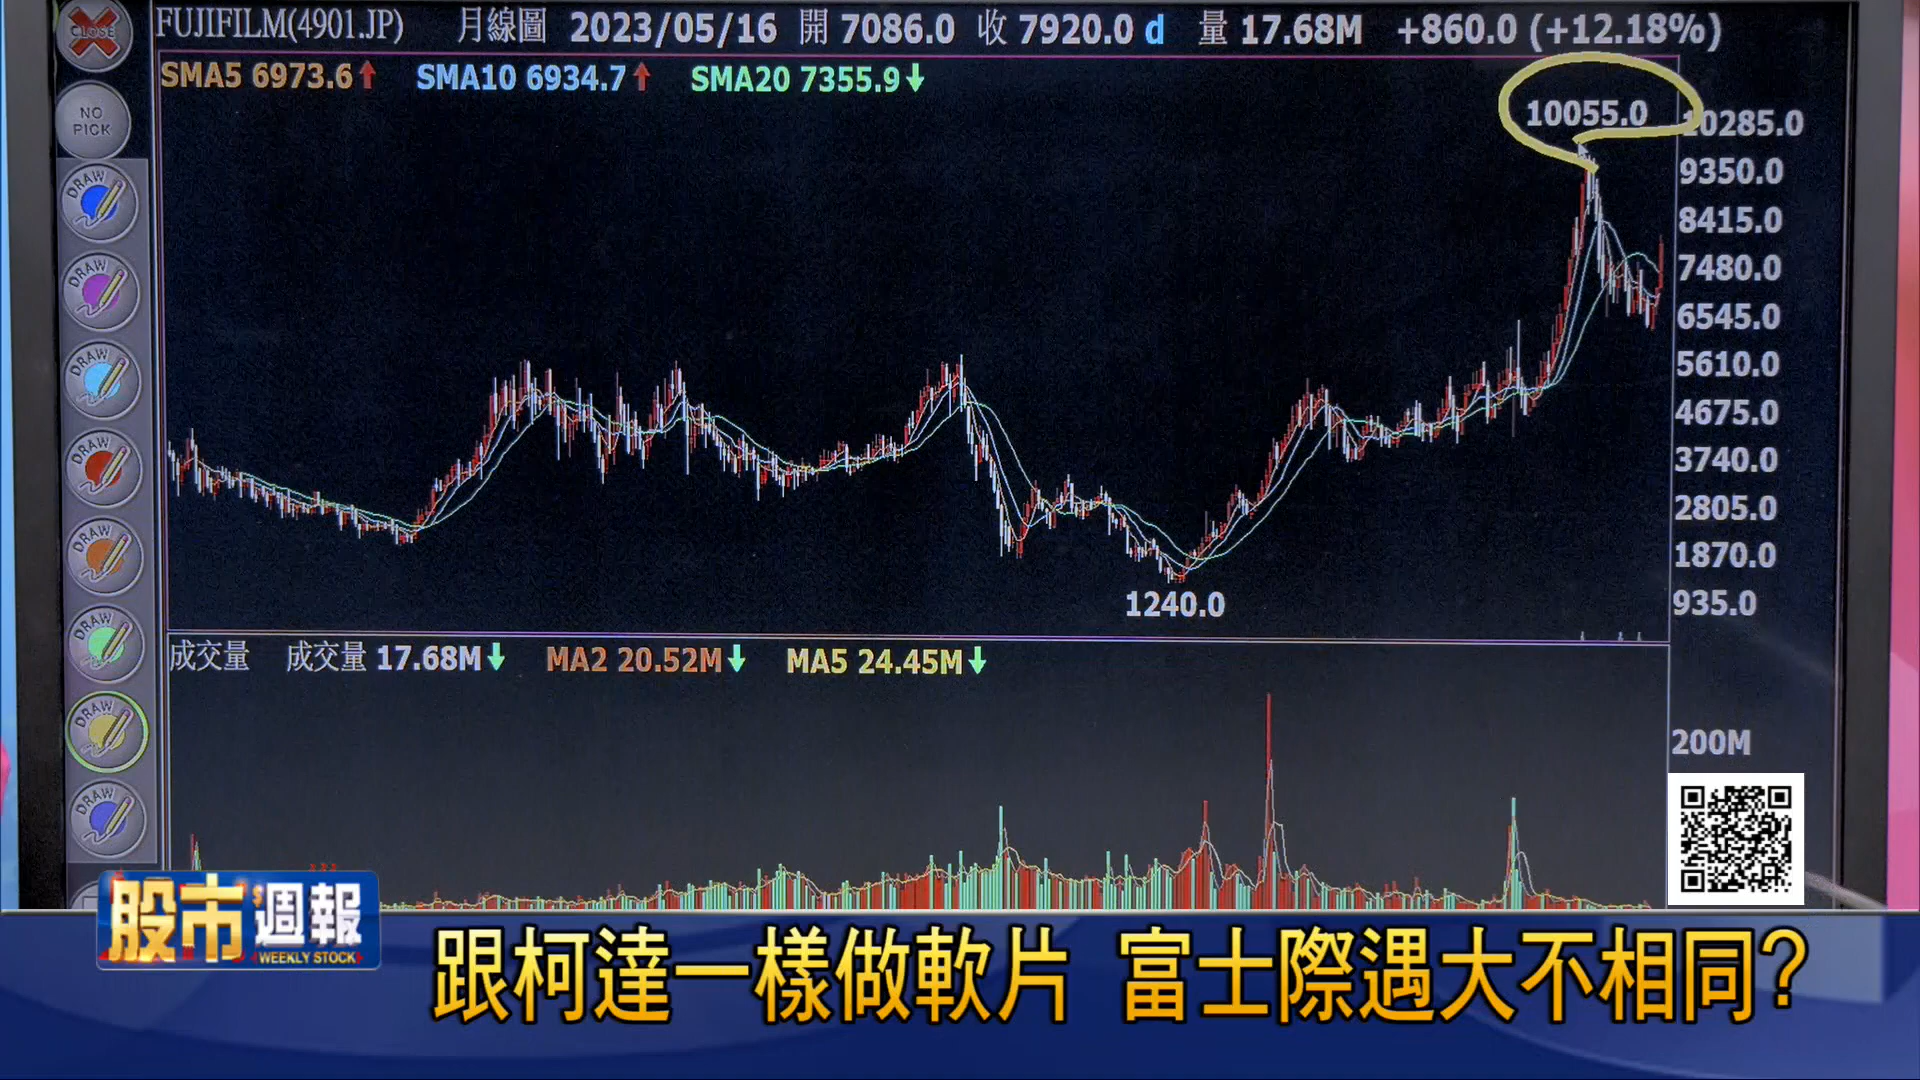 CLOSE
FUJIFILM(4901.JP) 月線圖 2023/05/16 開 7086.0 收 7920.0 d 量 17.68M +860.0 (+12.18%)
SMA5 6973.6↑ SMA10 6934.7↑ SMA20 7355.9↓
NO PICK
10055.0
10285.0
9350.0
8415.0
7480.0
6545.0
5610.0
4675.0
3740.0
2805.0
1870.0
935.0
1240.0
DRAW
DRAW
DRAW
DRAW
DRAW
DRAW
DRAW
DRAW
成交量 成交量 17.68M↓ MA2 20.52M↓ MA5 24.45M↓
200M
股市週報
WEEKLY STOCK
跟柯達一樣做軟片 富士際遇大不相同?